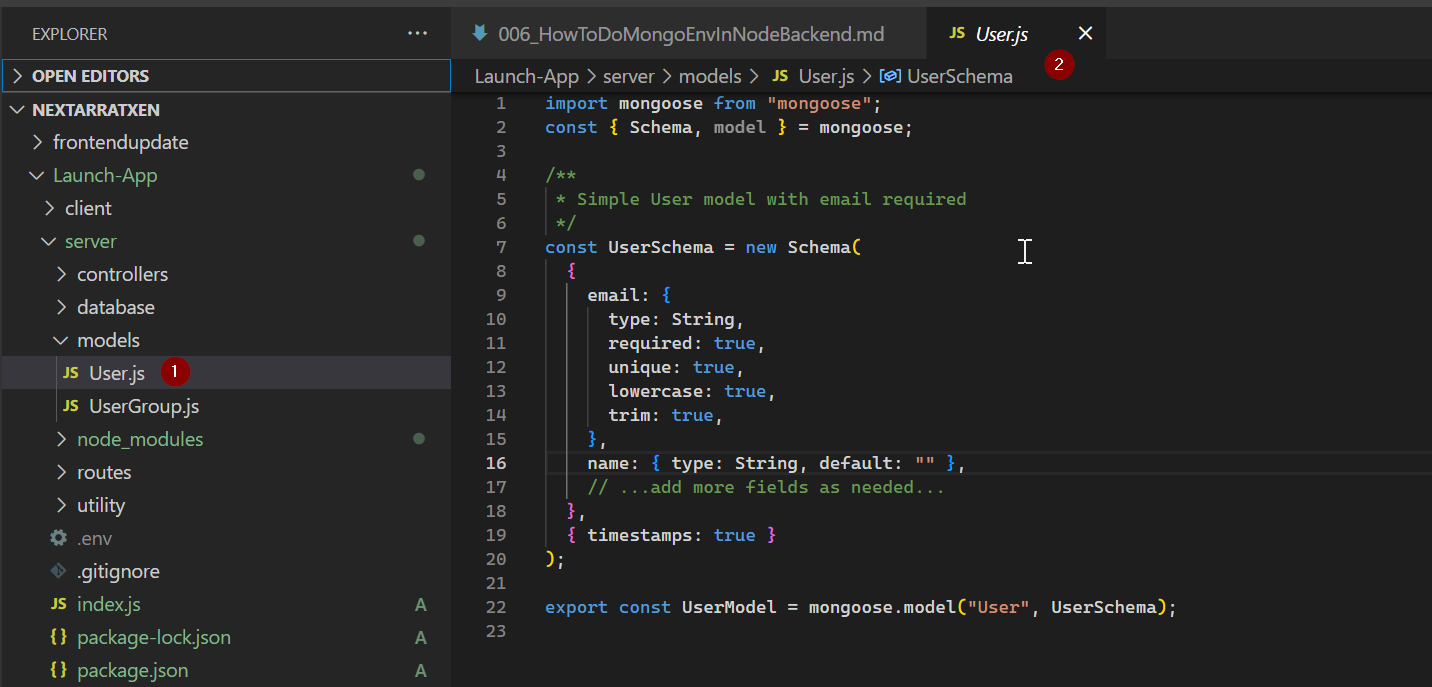 EXPLORER
OPEN EDITORS
NEXTARRATXEN
frontendupdate
Launch-App
client
server
controllers
database
models
JS User.js 1
JS UserGroup.js
node_modules
routes
utility
.env
.gitignore
JS index.js A
{} package-lock.json A
{} package.json A
006_HowToDoMongoEnvInNodeBackend.md
JS User.js
2
Launch-App > server > models > JS User.js > UserSchema
1 import mongoose from "mongoose";
2 const { Schema, model } = mongoose;
3
4 /**
5 * Simple User model with email required
6 */
7 const UserSchema = new Schema(
8 {
9 email: {
10 type: String,
11 required: true,
12 unique: true,
13 lowercase: true,
14 trim: true,
15 },
16 name: { type: String, default: "" },
17 // ...add more fields as needed...
18 },
19 { timestamps: true }
20 );
21
22 export const UserModel = mongoose.model("User", UserSchema);
23